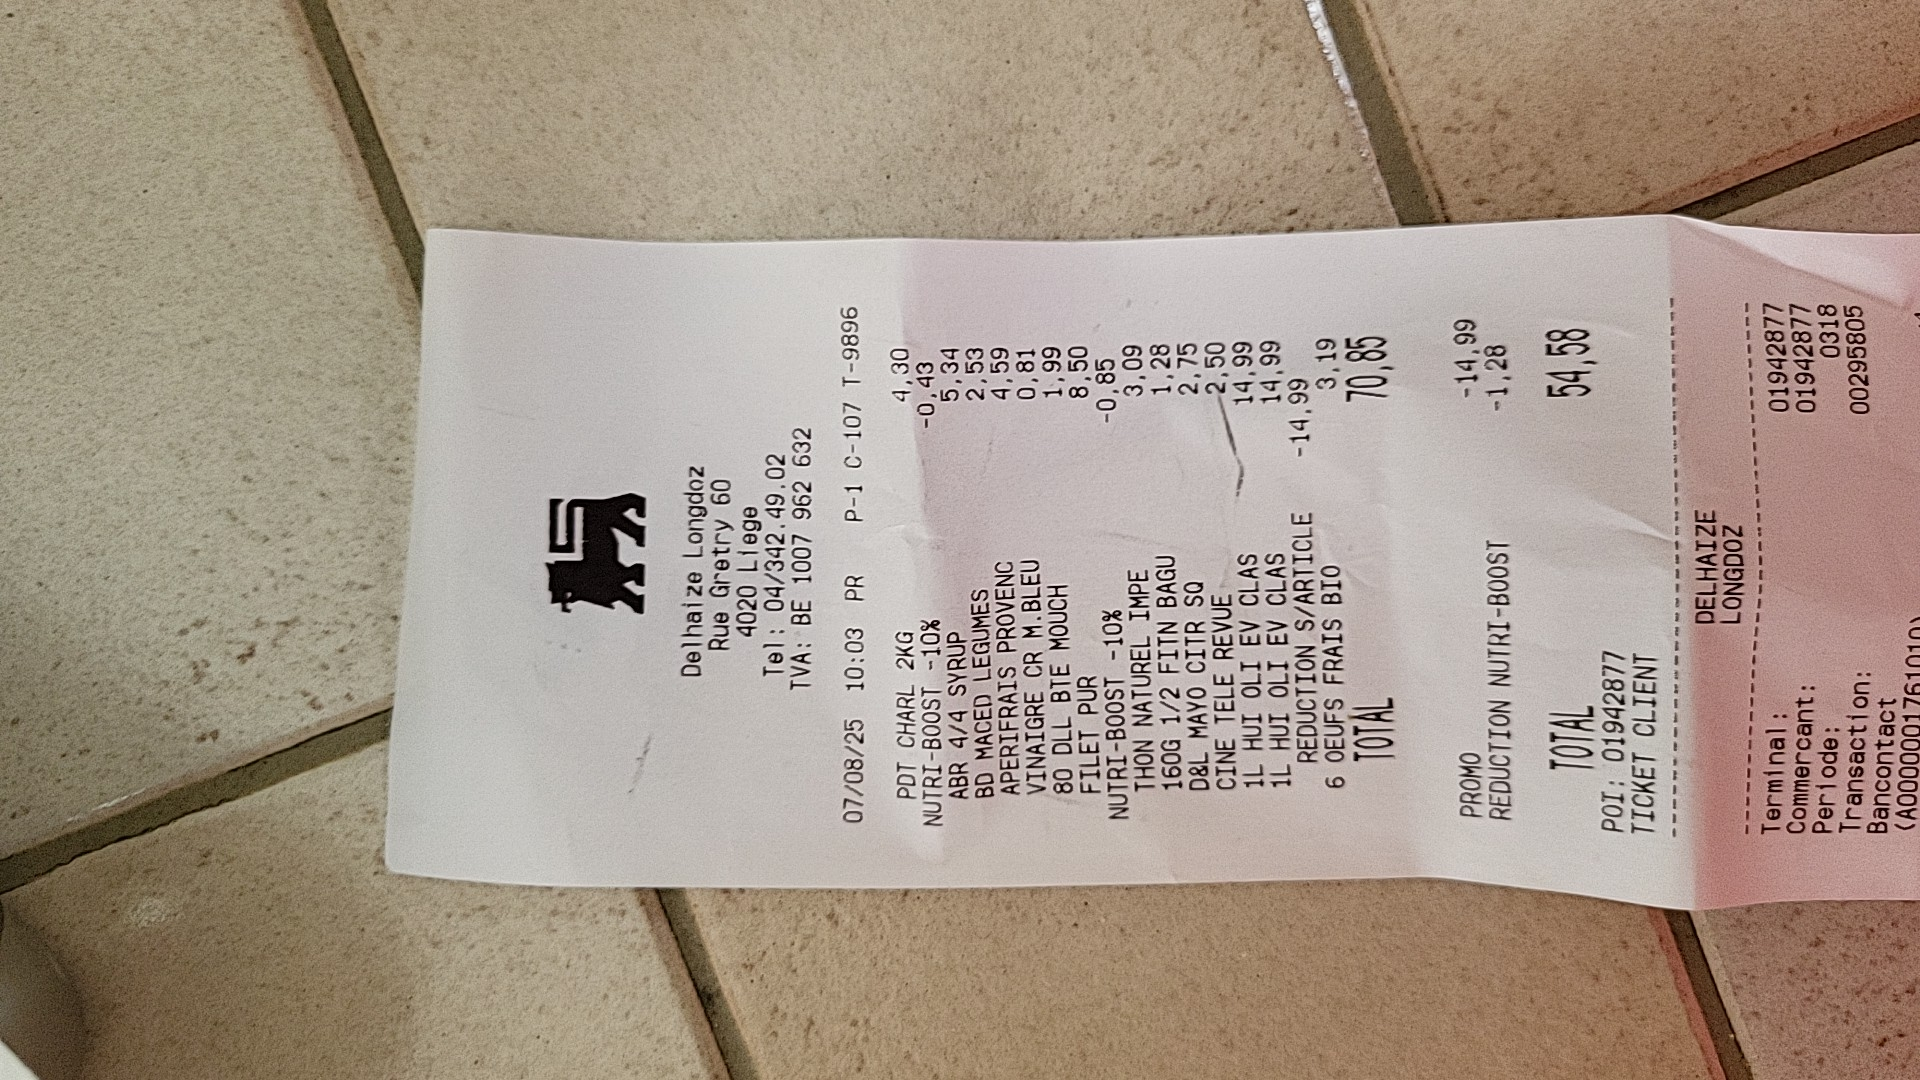 Delhaize Longdoz
Rue Gretry 60
4020 Liege
Tel: 04/342.49.02
TVA: BE 1007 962 632
07/08/25 10:03 PR P-1 C-107 T-9896
PDT CHARL 2KG 4,30
NUTRI-BOOST -10% -0,43
ABR 4/4 SYRUP 5,34
BD MACED LEGUMES 2,53
APERIFRAIS PROVENC 4,59
VINAIGRE CR M.BLEU 0,81
80 DLL BTE MOUCH 1,99
FILET PUR 8,50
NUTRI-BOOST -10% -0,85
THON NATUREL IMPE 3,09
160G 1/2 FITN BAGU 1,28
D&L MAYO CITR SQ 2,75
CINE TELE REVUE 2,50
1L HUI OLI EV CLAS 14,99
1L HUI OLI EV CLAS 14,99
REDUCTION S/ARTICLE -14,99
6 OEUFS FRAIS BIO 3,19
TOTAL 70,85
PROMO -14,99
REDUCTION NUTRI-BOOST -1,28
TOTAL 54,58
POI: 01942877
TICKET CLIENT
DELHAIZE
LONGDOZ
Terminal: 01942877
Commercant: 01942877
Periode: 0318
Transaction: 00295805
Bancontact
(A0000001761010)